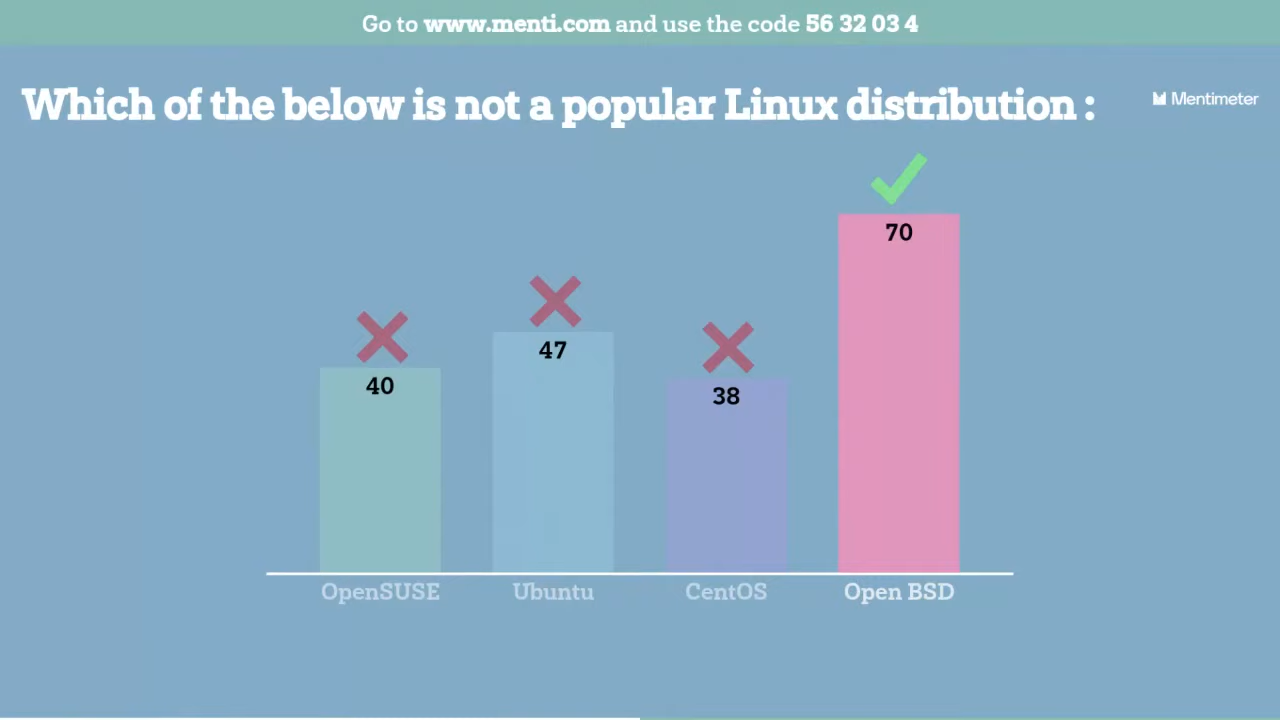 Go to www.menti.com and use the code 56 32 03 4
Which of the below is not a popular Linux distribution :
Mentimeter
70
47
40
38
OpenSUSE
Ubuntu
CentOS
Open BSD